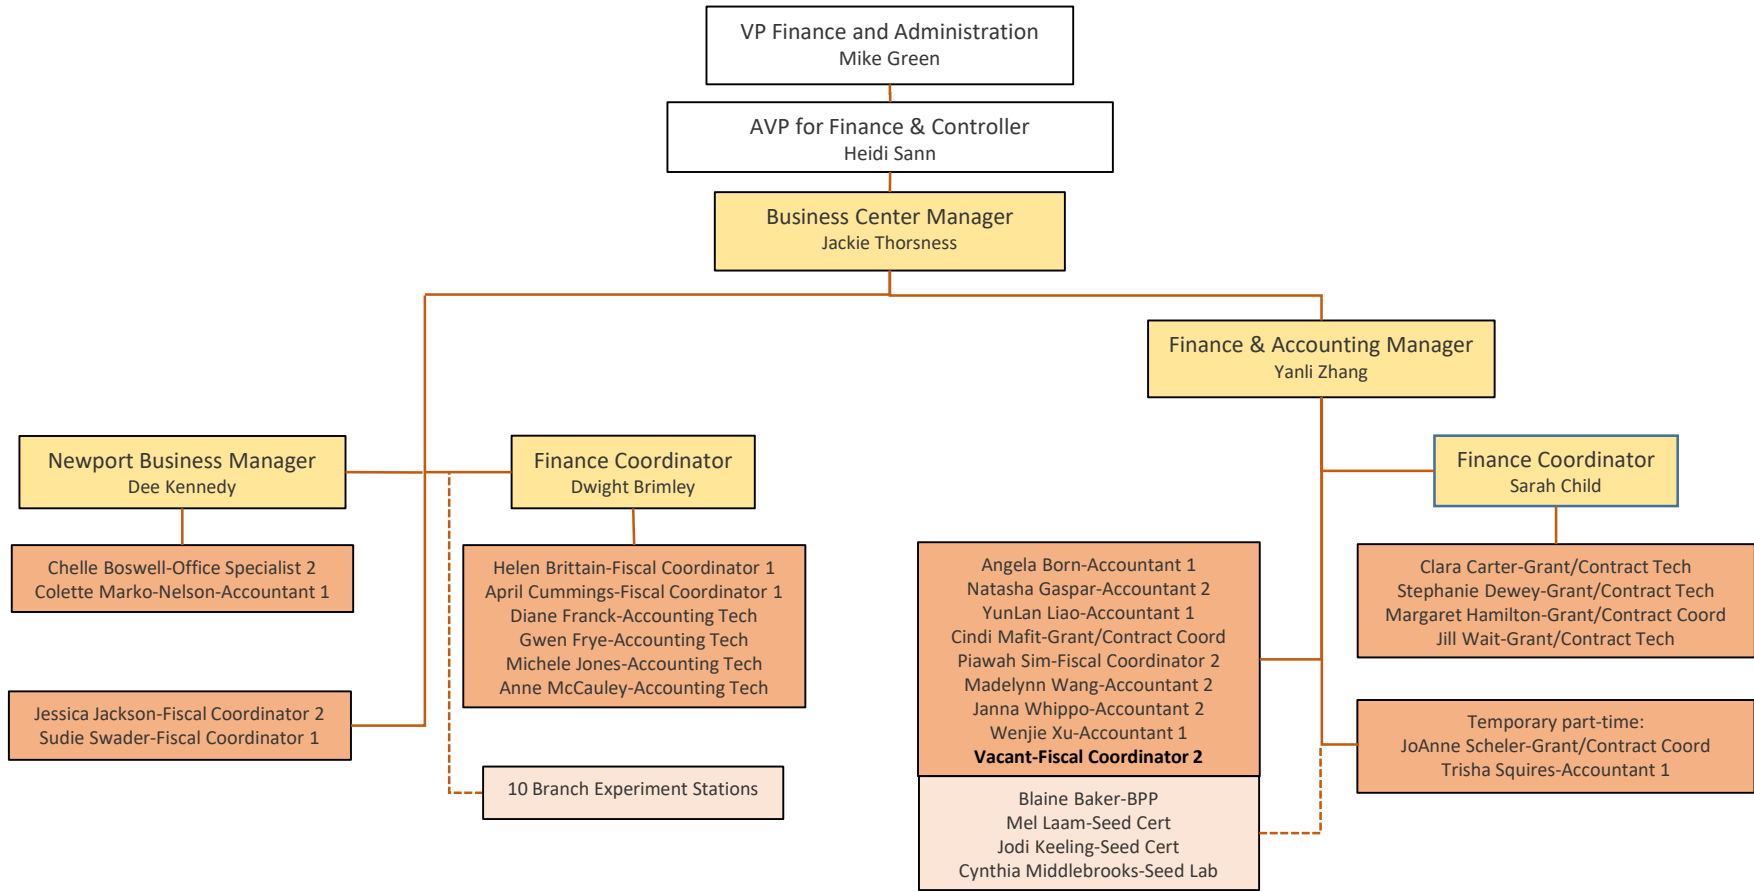 VP Finance and Administration
Mike Green
AVP for Finance & Controller
Heidi Sann
Business Center Manager
Jackie Thorsness
Finance & Accounting Manager
Yanli Zhang
Newport Business Manager
Dee Kennedy
Finance Coordinator
Dwight Brimley
Finance Coordinator
Sarah Child
Chelle Boswell-Office Specialist 2
Colette Marko-Nelson-Accountant 1
Helen Brittain-Fiscal Coordinator 1
April Cummings-Fiscal Coordinator 1
Diane Franck-Accounting Tech
Gwen Frye-Accounting Tech
Michele Jones-Accounting Tech
Anne McCauley-Accounting Tech
Angela Born-Accountant 1
Natasha Gaspar-Accountant 2
YunLan Liao-Accountant 1
Cindi Mafit-Grant/Contract Coord
Piawah Sim-Fiscal Coordinator 2
Madelynn Wang-Accountant 2
Janna Whippo-Accountant 2
Wenjie Xu-Accountant 1
Vacant-Fiscal Coordinator 2
Clara Carter-Grant/Contract Tech
Stephanie Dewey-Grant/Contract Tech
Margaret Hamilton-Grant/Contract Coord
Jill Wait-Grant/Contract Tech
Jessica Jackson-Fiscal Coordinator 2
Sudie Swader-Fiscal Coordinator 1
Temporary part-time:
JoAnne Scheler-Grant/Contract Coord
Trisha Squires-Accountant 1
10 Branch Experiment Stations
Blaine Baker-BPP
Mel Laam-Seed Cert
Jodi Keeling-Seed Cert
Cynthia Middlebrooks-Seed Lab